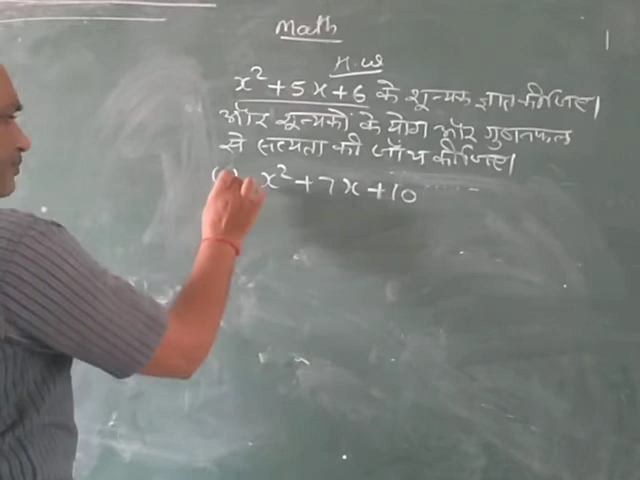 Math
H.W
x² + 5x + 6 के शून्यक ज्ञात कीजिए।
और शून्यको के योग और गुणनफल
से सत्यता की जाँच कीजिए।
x² + 7x + 10 ------